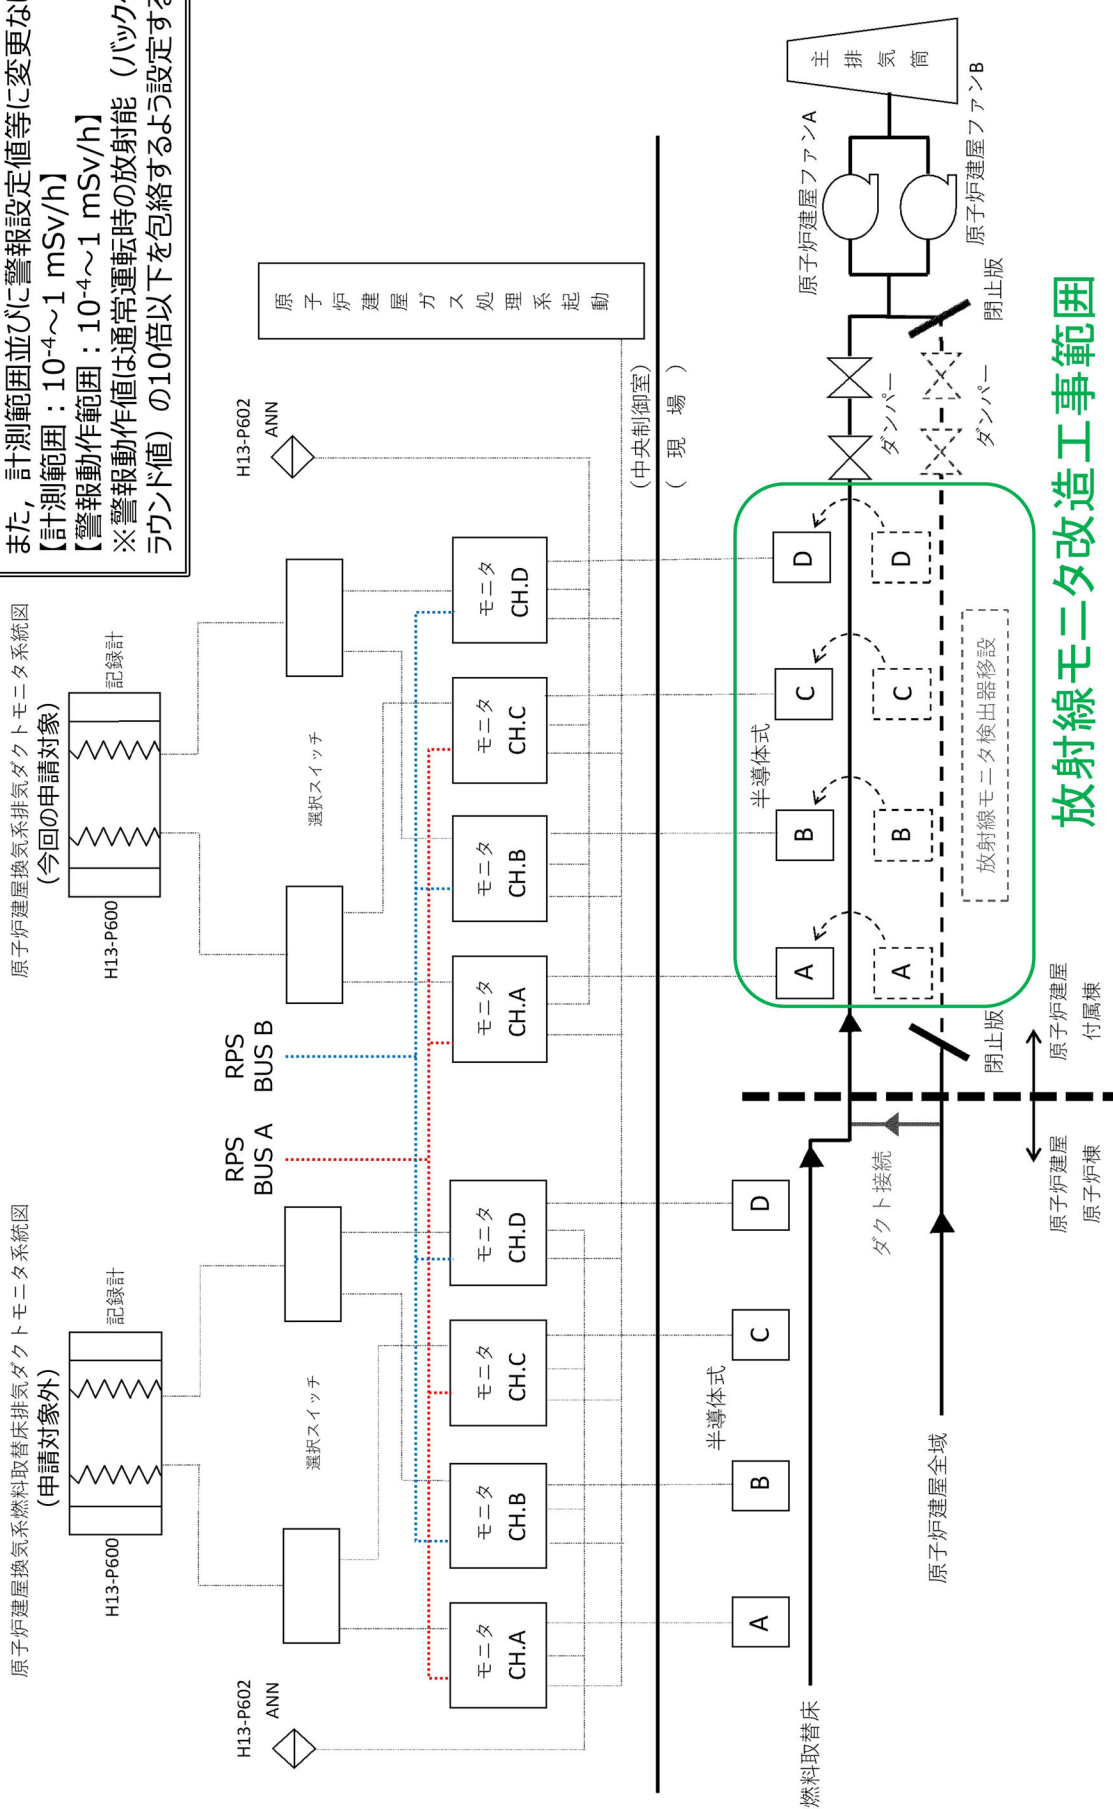 また，計測範囲並びに警報設定値等に変更な
【計測範囲：10⁻⁴～1 mSv/h】
【警報動作範囲：10⁻⁴～1 mSv/h】
※警報動作値は通常運転時の放射能（バック
ラウンド値）の10倍以下を包絡するよう設定する
原子炉建屋換気系燃料取替床排気ダクトモニタ系統図
（申請対象外）
H13-P600
記録計
選択スイッチ
H13-P602
ANN
モニタ
CH.A
モニタ
CH.B
モニタ
CH.C
モニタ
CH.D
RPS
BUS A
RPS
BUS B
原子炉建屋換気系排気ダクトモニタ系統図
（今回の申請対象）
H13-P600
記録計
選択スイッチ
モニタ
CH.A
モニタ
CH.B
モニタ
CH.C
モニタ
CH.D
H13-P602
ANN
原子炉建屋ガス処理系起動
（中央制御室）
（ 現 場 ）
半導体式
A
B
C
D
半導体式
A
B
C
D
A
B
C
D
放射線モニタ検出器移設
燃料取替床
原子炉建屋全域
ダクト接続
閉止版
原子炉建屋
原子炉棟
原子炉建屋
付属棟
ダンパー
ダンパー
閉止版
原子炉建屋ファンA
原子炉建屋ファンB
主排気筒
放射線モニタ改造工事範囲